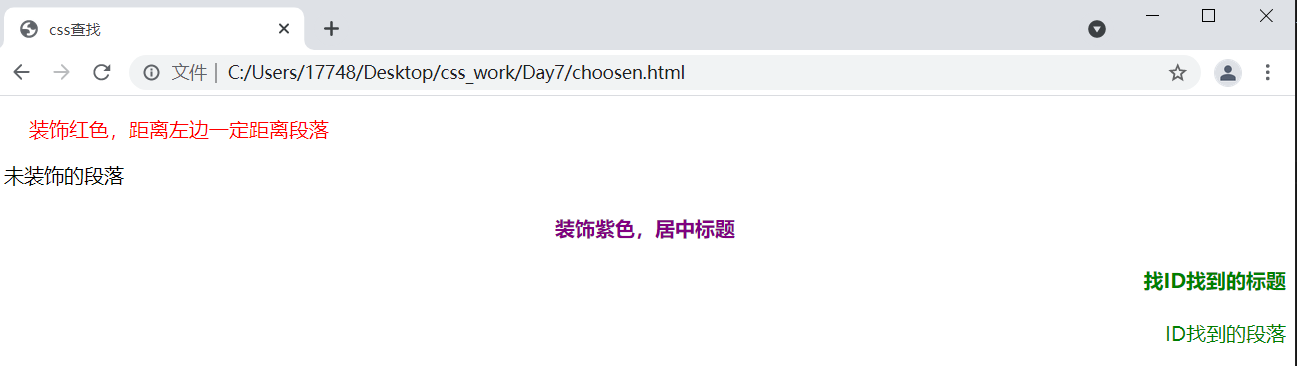 css查找
文件 C:/Users/17748/Desktop/css_work/Day7/choosen.html
装饰红色，距离左边一定距离段落
未装饰的段落
装饰紫色，居中标题
找ID找到的标题
ID找到的段落